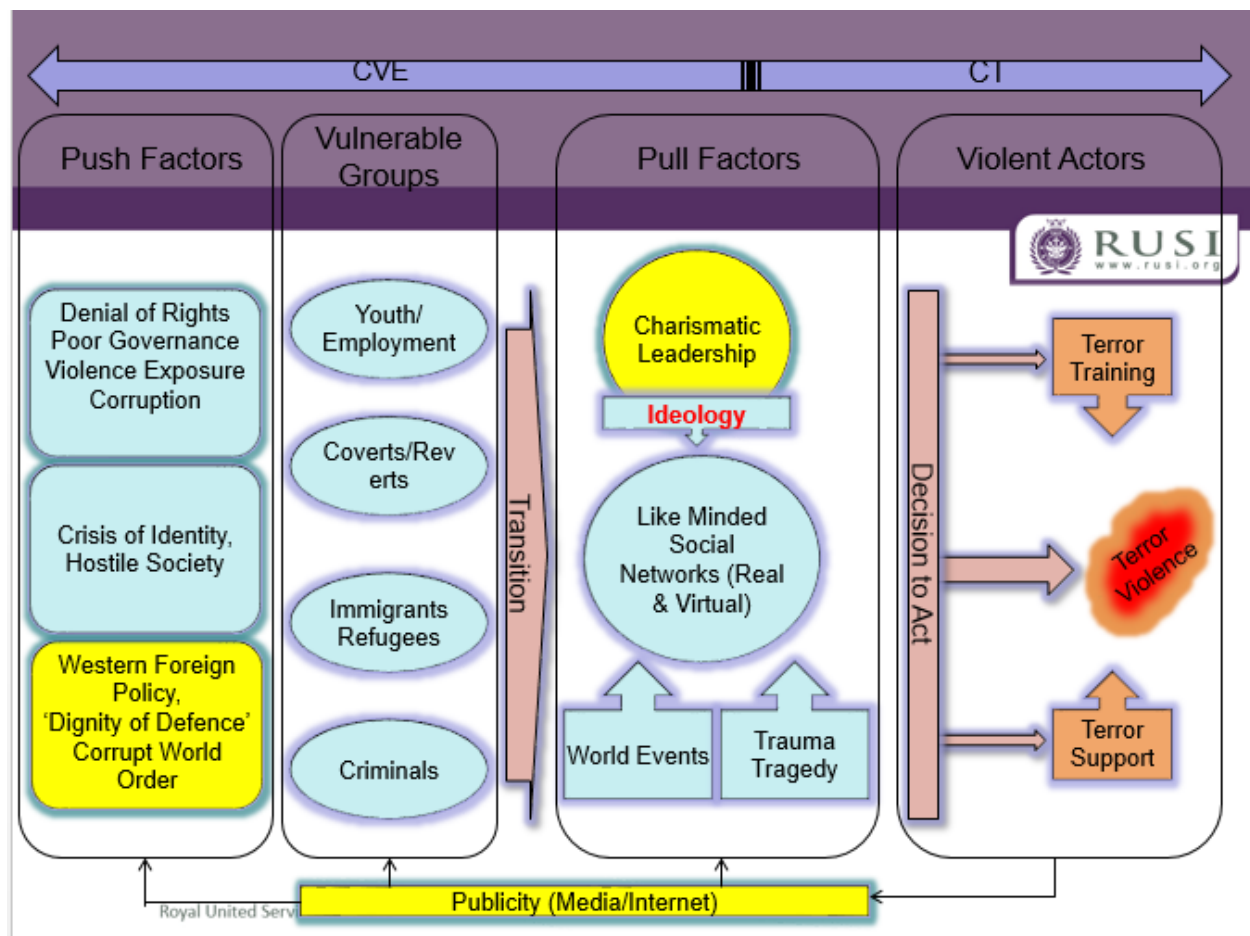 CVE
CT
Push Factors
Vulnerable
Groups
Pull Factors
Violent Actors
RUSI
www.rusi.org
Denial of Rights
Poor Governance
Violence Exposure
Corruption
Crisis of Identity,
Hostile Society
Western Foreign
Policy,
‘Dignity of Defence’
Corrupt World
Order
Youth/
Employment
Coverts/Rev
erts
Immigrants
Refugees
Criminals
Transition
Charismatic
Leadership
Ideology
Like Minded
Social
Networks (Real
& Virtual)
World Events
Trauma
Tragedy
Decision to Act
Terror
Training
Terror
Violence
Terror
Support
Publicity (Media/Internet)
Royal United Serv